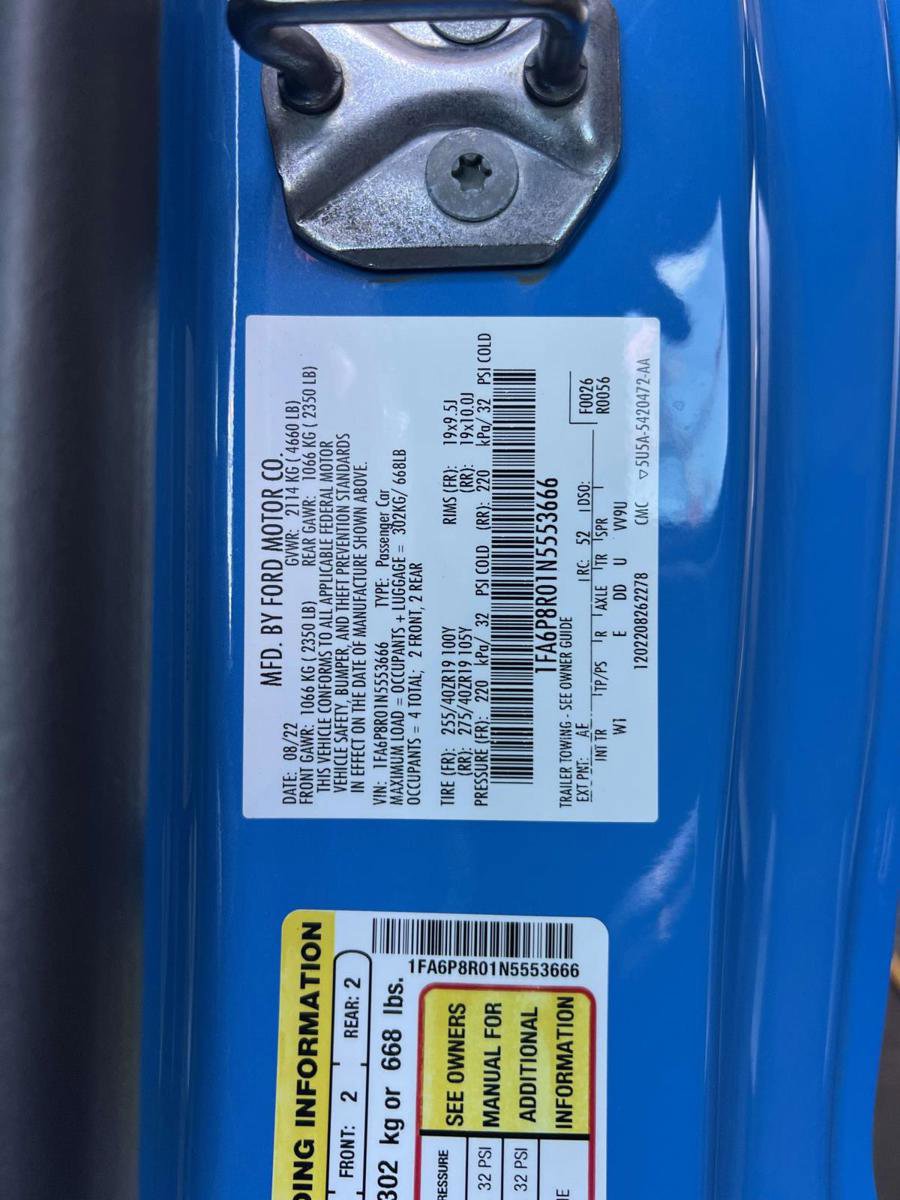 MFD. BY FORD MOTOR CO.
DATE: 08/22 GVWR: 2114 KG ( 4660 LB)
FRONT GAWR: 1066 KG ( 2350 LB) REAR GAWR: 1066 KG ( 2350 LB)
THIS VEHICLE CONFORMS TO ALL APPLICABLE FEDERAL MOTOR
VEHICLE SAFETY, BUMPER, AND THEFT PREVENTION STANDARDS
IN EFFECT ON THE DATE OF MANUFACTURE SHOWN ABOVE.
VIN: 1FA6P8R01N5553666 TYPE: Passenger Car
MAXIMUM LOAD = OCCUPANTS + LUGGAGE = 302KG/ 668LB
OCCUPANTS = 4 TOTAL; 2 FRONT, 2 REAR
TIRE (FR): 255/40ZR19 100Y RIMS (FR): 19x9.5J
(RR): 275/40ZR19 105Y (RR): 19x10.0J
PRESSURE (FR): 220 kPa/ 32 PSI COLD (RR): 220 kPa/ 32 PSI COLD
1FA6P8R01N5553666
TRAILER TOWING - SEE OWNER GUIDE
F0026
R0056
EXT PNT: AE RC: 52 DSO:
INT TR TP/PS R AXLE TR SPR
WI E DD U VV9U
1202208262278 CMC ▽5U5A-5420472-AA
DING INFORMATION
FRONT: 2 REAR: 2
302 kg or 668 lbs.
1FA6P8R01N5553666
RESSURE
32 PSI
32 PSI
SEE OWNERS
MANUAL FOR
ADDITIONAL
INFORMATION